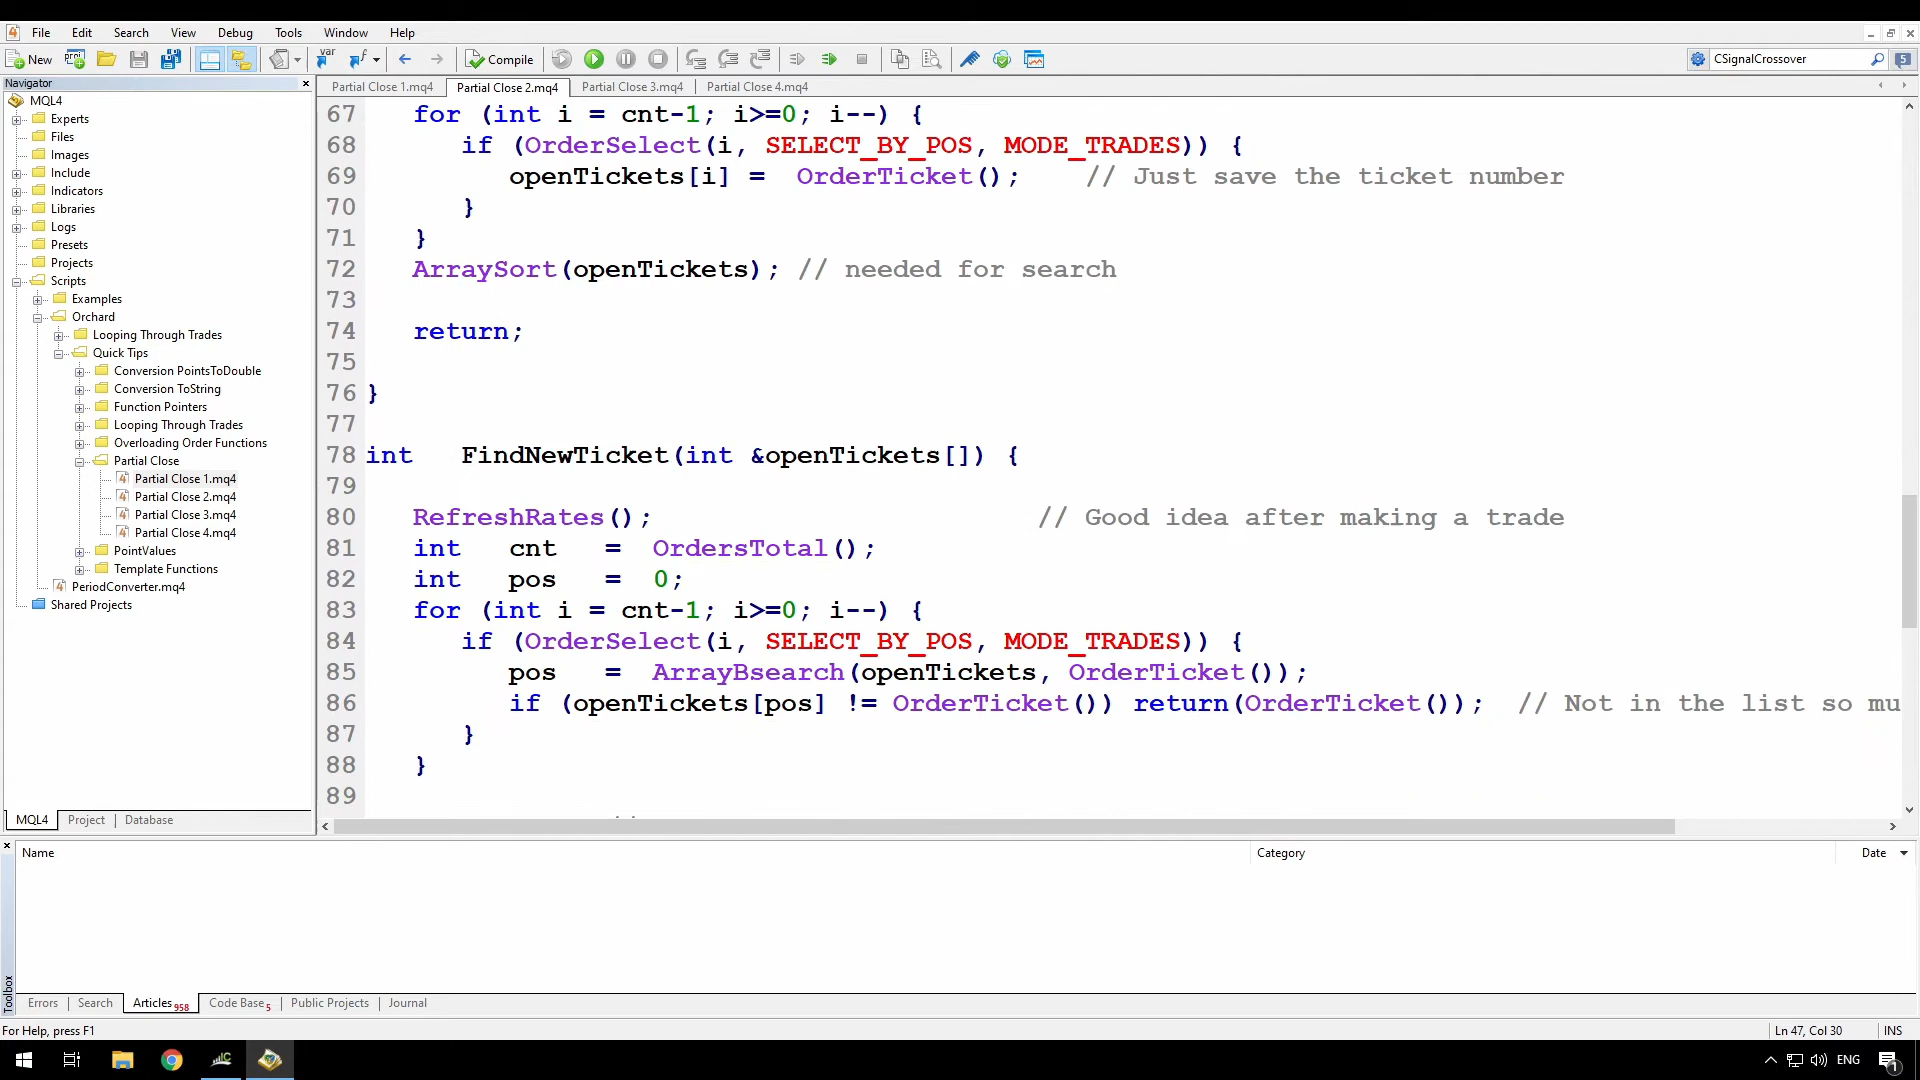 File Edit Search View Debug Tools Window Help
New Compile CSignalCrossover 5
Navigator
MQL4
Experts
Files
Images
Include
Indicators
Libraries
Logs
Presets
Projects
Scripts
Examples
Orchard
Looping Through Trades
Quick Tips
Conversion PointsToDouble
Conversion ToString
Function Pointers
Looping Through Trades
Overloading Order Functions
Partial Close
Partial Close 1.mq4
Partial Close 2.mq4
Partial Close 3.mq4
Partial Close 4.mq4
PointValues
Template Functions
PeriodConverter.mq4
Shared Projects
MQL4 Project Database
Partial Close 1.mq4 Partial Close 2.mq4 Partial Close 3.mq4 Partial Close 4.mq4
67 for (int i = cnt-1; i>=0; i--) {
68 if (OrderSelect(i, SELECT_BY_POS, MODE_TRADES)) {
69 openTickets[i] = OrderTicket(); // Just save the ticket number
70 }
71 }
72 ArraySort(openTickets); // needed for search
73
74 return;
75
76 }
77
78 int FindNewTicket(int &openTickets[]) {
79
80 RefreshRates(); // Good idea after making a trade
81 int cnt = OrdersTotal();
82 int pos = 0;
83 for (int i = cnt-1; i>=0; i--) {
84 if (OrderSelect(i, SELECT_BY_POS, MODE_TRADES)) {
85 pos = ArrayBsearch(openTickets, OrderTicket());
86 if (openTickets[pos] != OrderTicket()) return(OrderTicket()); // Not in the list so mu
87 }
88 }
89
Name Category Date
Toolbox
Errors Search Articles 958 Code Base 5 Public Projects Journal
For Help, press F1 Ln 47, Col 30 INS
ENG 1